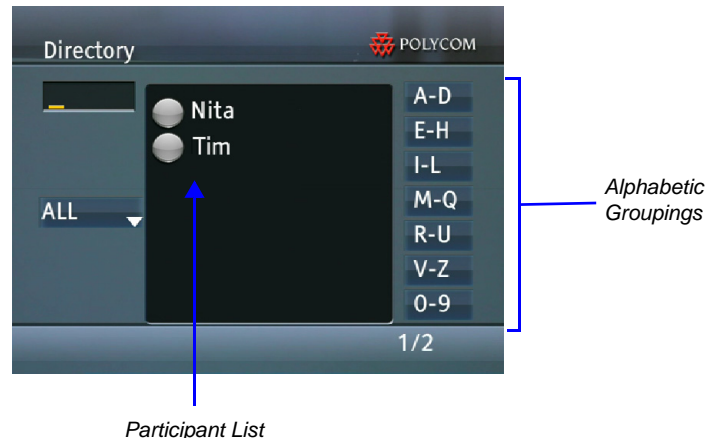 Directory
POLYCOM
Nita
Tim
ALL
A-D
E-H
I-L
M-Q
R-U
V-Z
0-9
1/2
Alphabetic
Groupings
Participant List